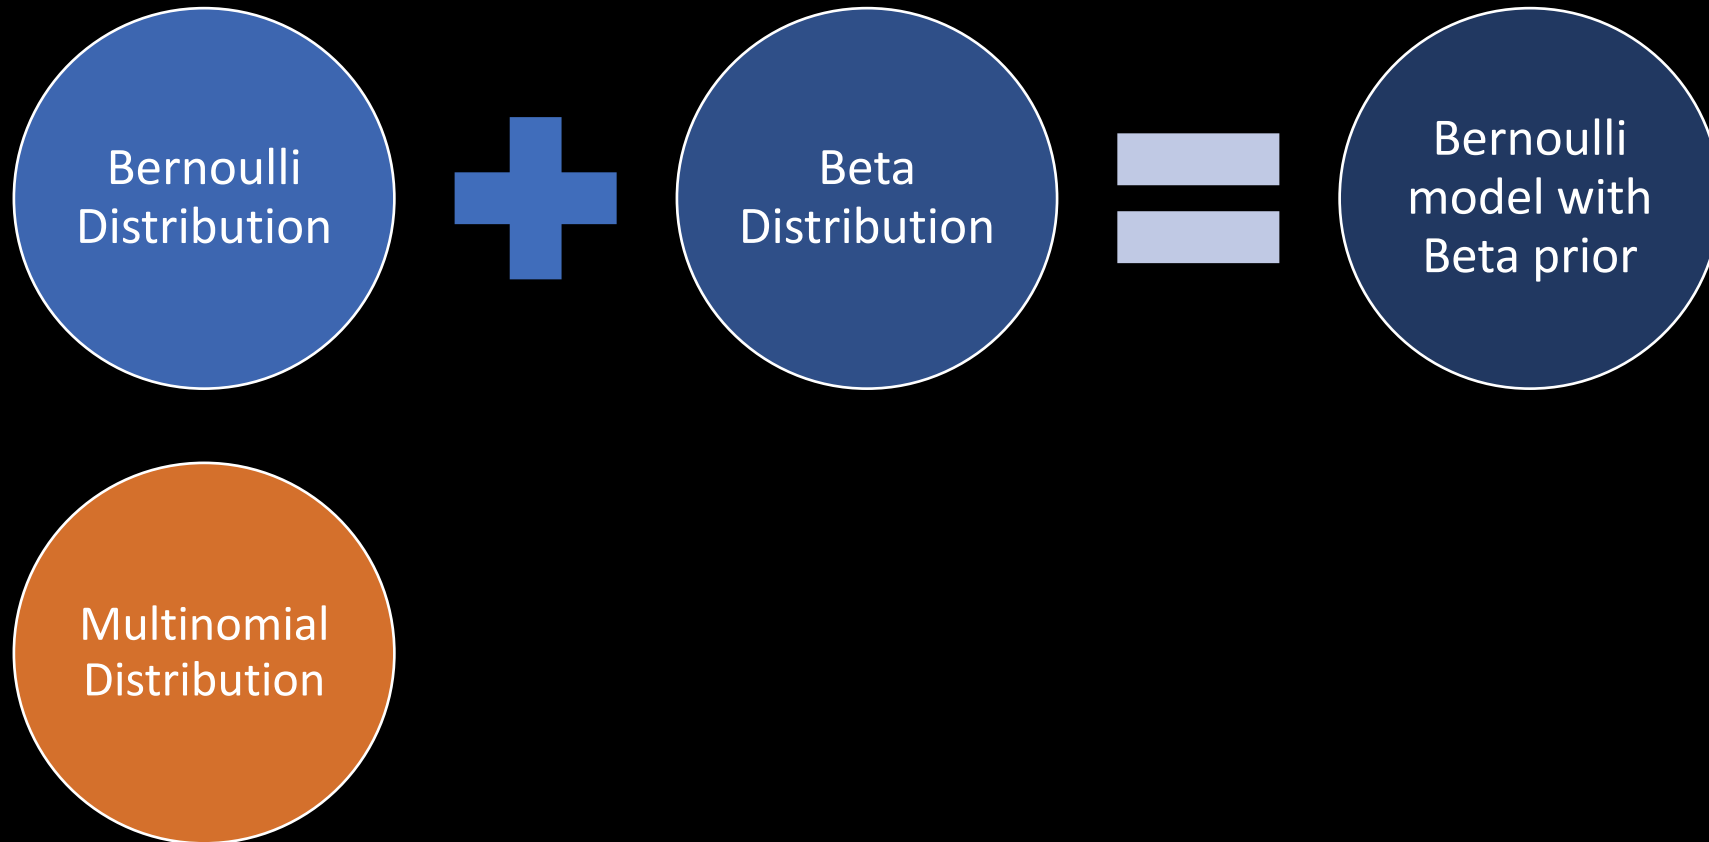 Bernoulli
Distribution
Beta
Distribution
Bernoulli
model with
Beta prior
Multinomial
Distribution